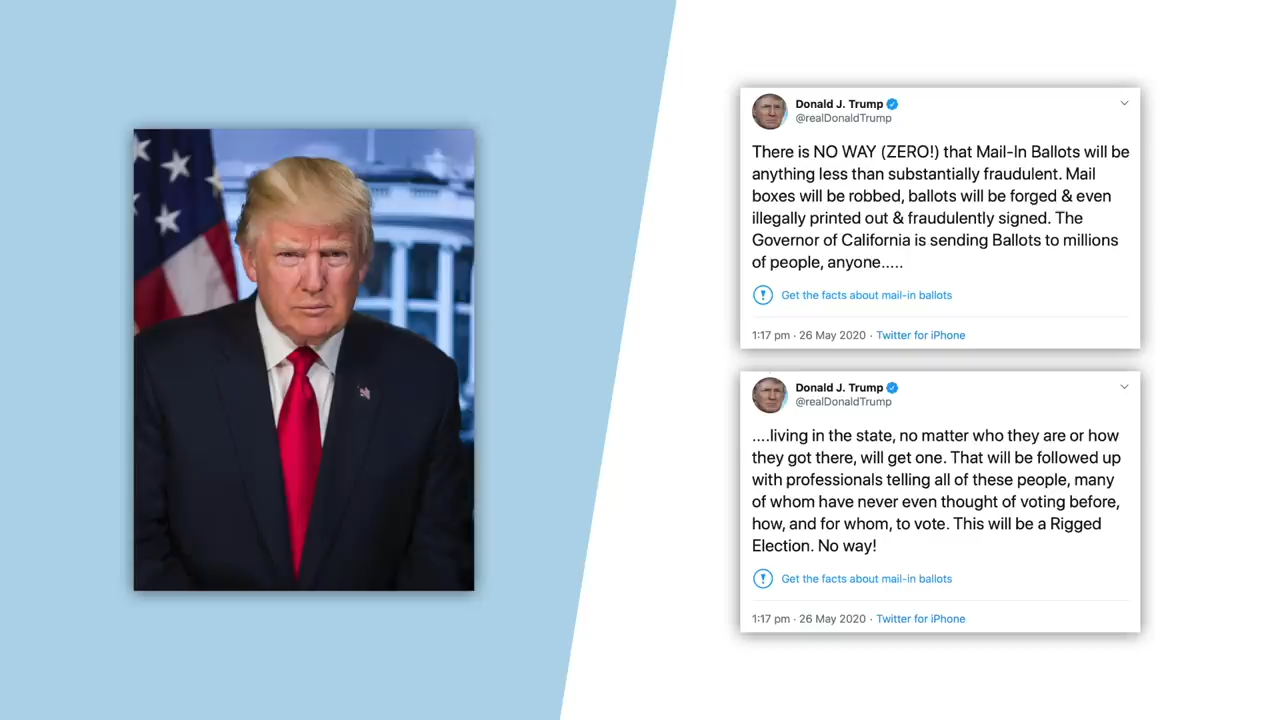 Donald J. Trump
@realDonaldTrump
There is NO WAY (ZERO!) that Mail-In Ballots will be
anything less than substantially fraudulent. Mail
boxes will be robbed, ballots will be forged & even
illegally printed out & fraudulently signed. The
Governor of California is sending Ballots to millions
of people, anyone.....
Get the facts about mail-in ballots
1:17 pm · 26 May 2020 · Twitter for iPhone
Donald J. Trump
@realDonaldTrump
....living in the state, no matter who they are or how
they got there, will get one. That will be followed up
with professionals telling all of these people, many
of whom have never even thought of voting before,
how, and for whom, to vote. This will be a Rigged
Election. No way!
Get the facts about mail-in ballots
1:17 pm · 26 May 2020 · Twitter for iPhone